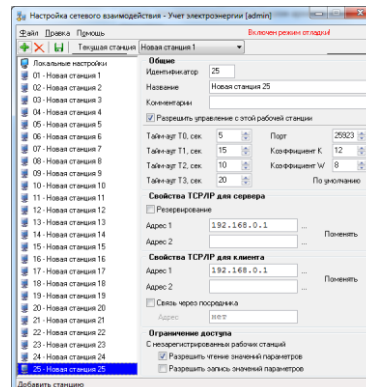 Настройка сетевого взаимодействия - Учет электроэнергии [admin]
Файл Правка Помощь
Включен режим отладки!
Текущая станция Новая станция 1
Локальные настройки
01 - Новая станция 1
02 - Новая станция 2
03 - Новая станция 3
04 - Новая станция 4
05 - Новая станция 5
06 - Новая станция 6
07 - Новая станция 7
08 - Новая станция 8
09 - Новая станция 9
10 - Новая станция 10
11 - Новая станция 11
12 - Новая станция 12
13 - Новая станция 13
14 - Новая станция 14
15 - Новая станция 15
16 - Новая станция 16
17 - Новая станция 17
18 - Новая станция 18
19 - Новая станция 19
20 - Новая станция 20
21 - Новая станция 21
22 - Новая станция 22
23 - Новая станция 23
24 - Новая станция 24
25 - Новая станция 25
Общие
Идентификатор 25
Название Новая станция 25
Комментарии
Разрешить управление с этой рабочей станции
Тайм-аут T0, сек. 5 Порт 25923
Тайм-аут T1, сек. 15 Коэффициент K 12
Тайм-аут T2, сек. 10 Коэффициент W 8
Тайм-аут T3, сек. 20 По умолчанию
Свойства TCP/IP для сервера
Резервирование
Адрес 1 192.168.0.1 ...
Адрес 2 ...
Поменять
Свойства TCP/IP для клиента
Адрес 1 192.168.0.1 ...
Адрес 2 ...
Поменять
Связь через посредника
Адрес нет
Ограничение доступа
С незарегистрированных рабочих станций
Разрешить чтение значений параметров
Разрешить запись значений параметров
Добавить станцию